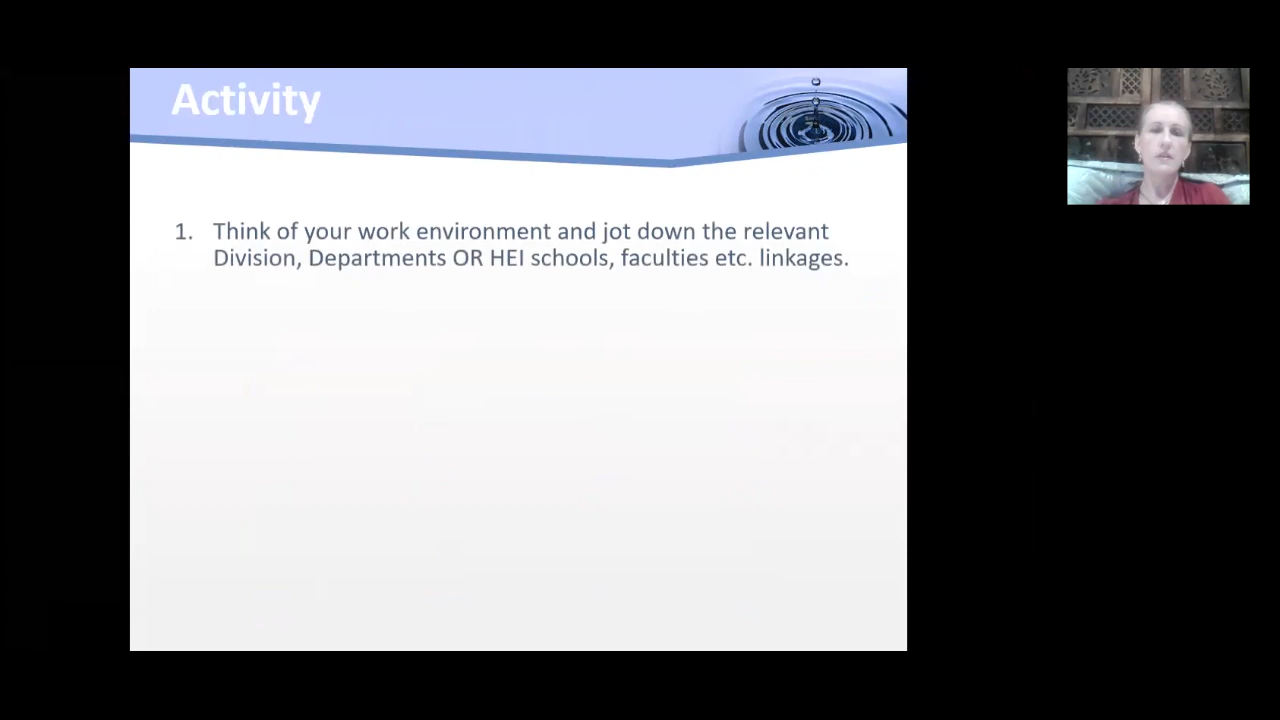 Activity
1. Think of your work environment and jot down the relevant
Division, Departments OR HEI schools, faculties etc. linkages.